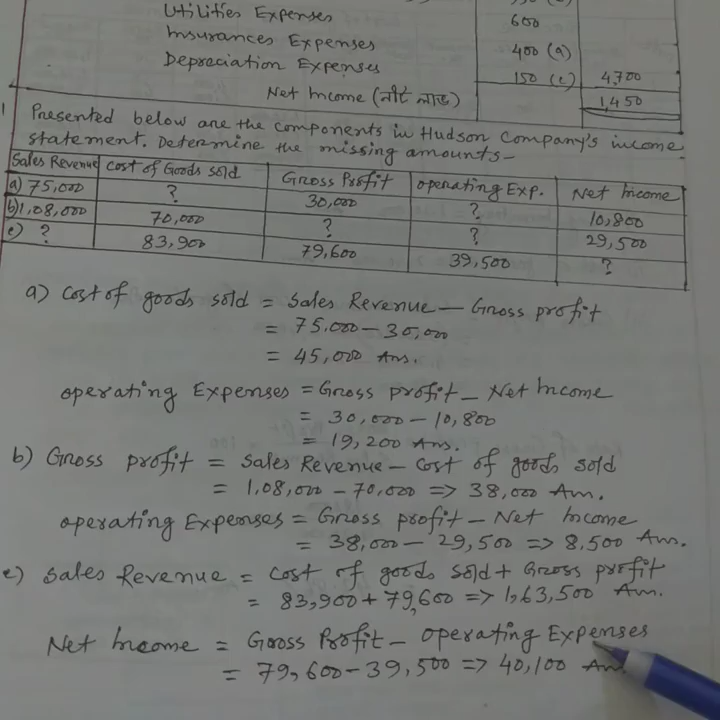 Utilities Expenses 600
Insurances Expenses 400 (a)
Depreciation Expenses 150 (c) 4,700
Net Income (नीट लाभ) 1,450
Presented below are the components in Hudson Company's income
statement. Determine the missing amounts-
Sales Revenue Cost of Goods sold Gross Profit Operating Exp. Net Income
a) 75,000 ? 30,000 ? 10,800
b) 1,08,000 70,000 ? ? 29,500
c) ? 83,900 79,600 39,500 ?
a) Cost of goods sold = Sales Revenue - Gross profit
= 75,000 - 30,000
= 45,000 Ans.
Operating Expenses = Gross profit - Net Income
= 30,000 - 10,800
= 19,200 Ans.
b) Gross profit = Sales Revenue - Cost of goods sold
= 1,08,000 - 70,000 => 38,000 Am.
Operating Expenses = Gross profit - Net Income
= 38,000 - 29,500 => 8,500 Am.
c) Sales Revenue = Cost of goods sold + Gross profit
= 83,900 + 79,600 => 1,63,500 Am.
Net Income = Gross Profit - Operating Expenses
= 79,600 - 39,500 => 40,100